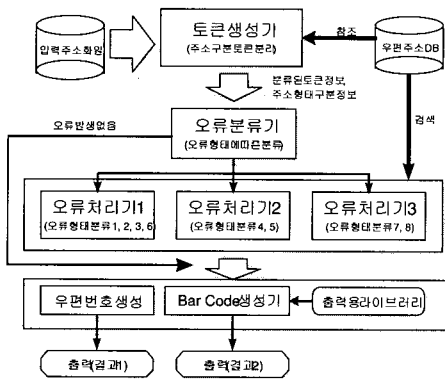 토큰생성기
(주소구분토큰분리)
입력주소화일
참조
우편주소DB
분류된토큰정보
주소형태구분정보
오류발생없음
오류분류기
(오류형태에따른분류)
검색
오류처리기1
(오류형태분류1, 2, 3, 6)
오류처리기2
(오류형태분류4, 5)
오류처리기3
(오류형태분류7, 8)
우편번호생성
Bar Code생성기
출력용라이브러리
출력(결과1)
출력(결과2)